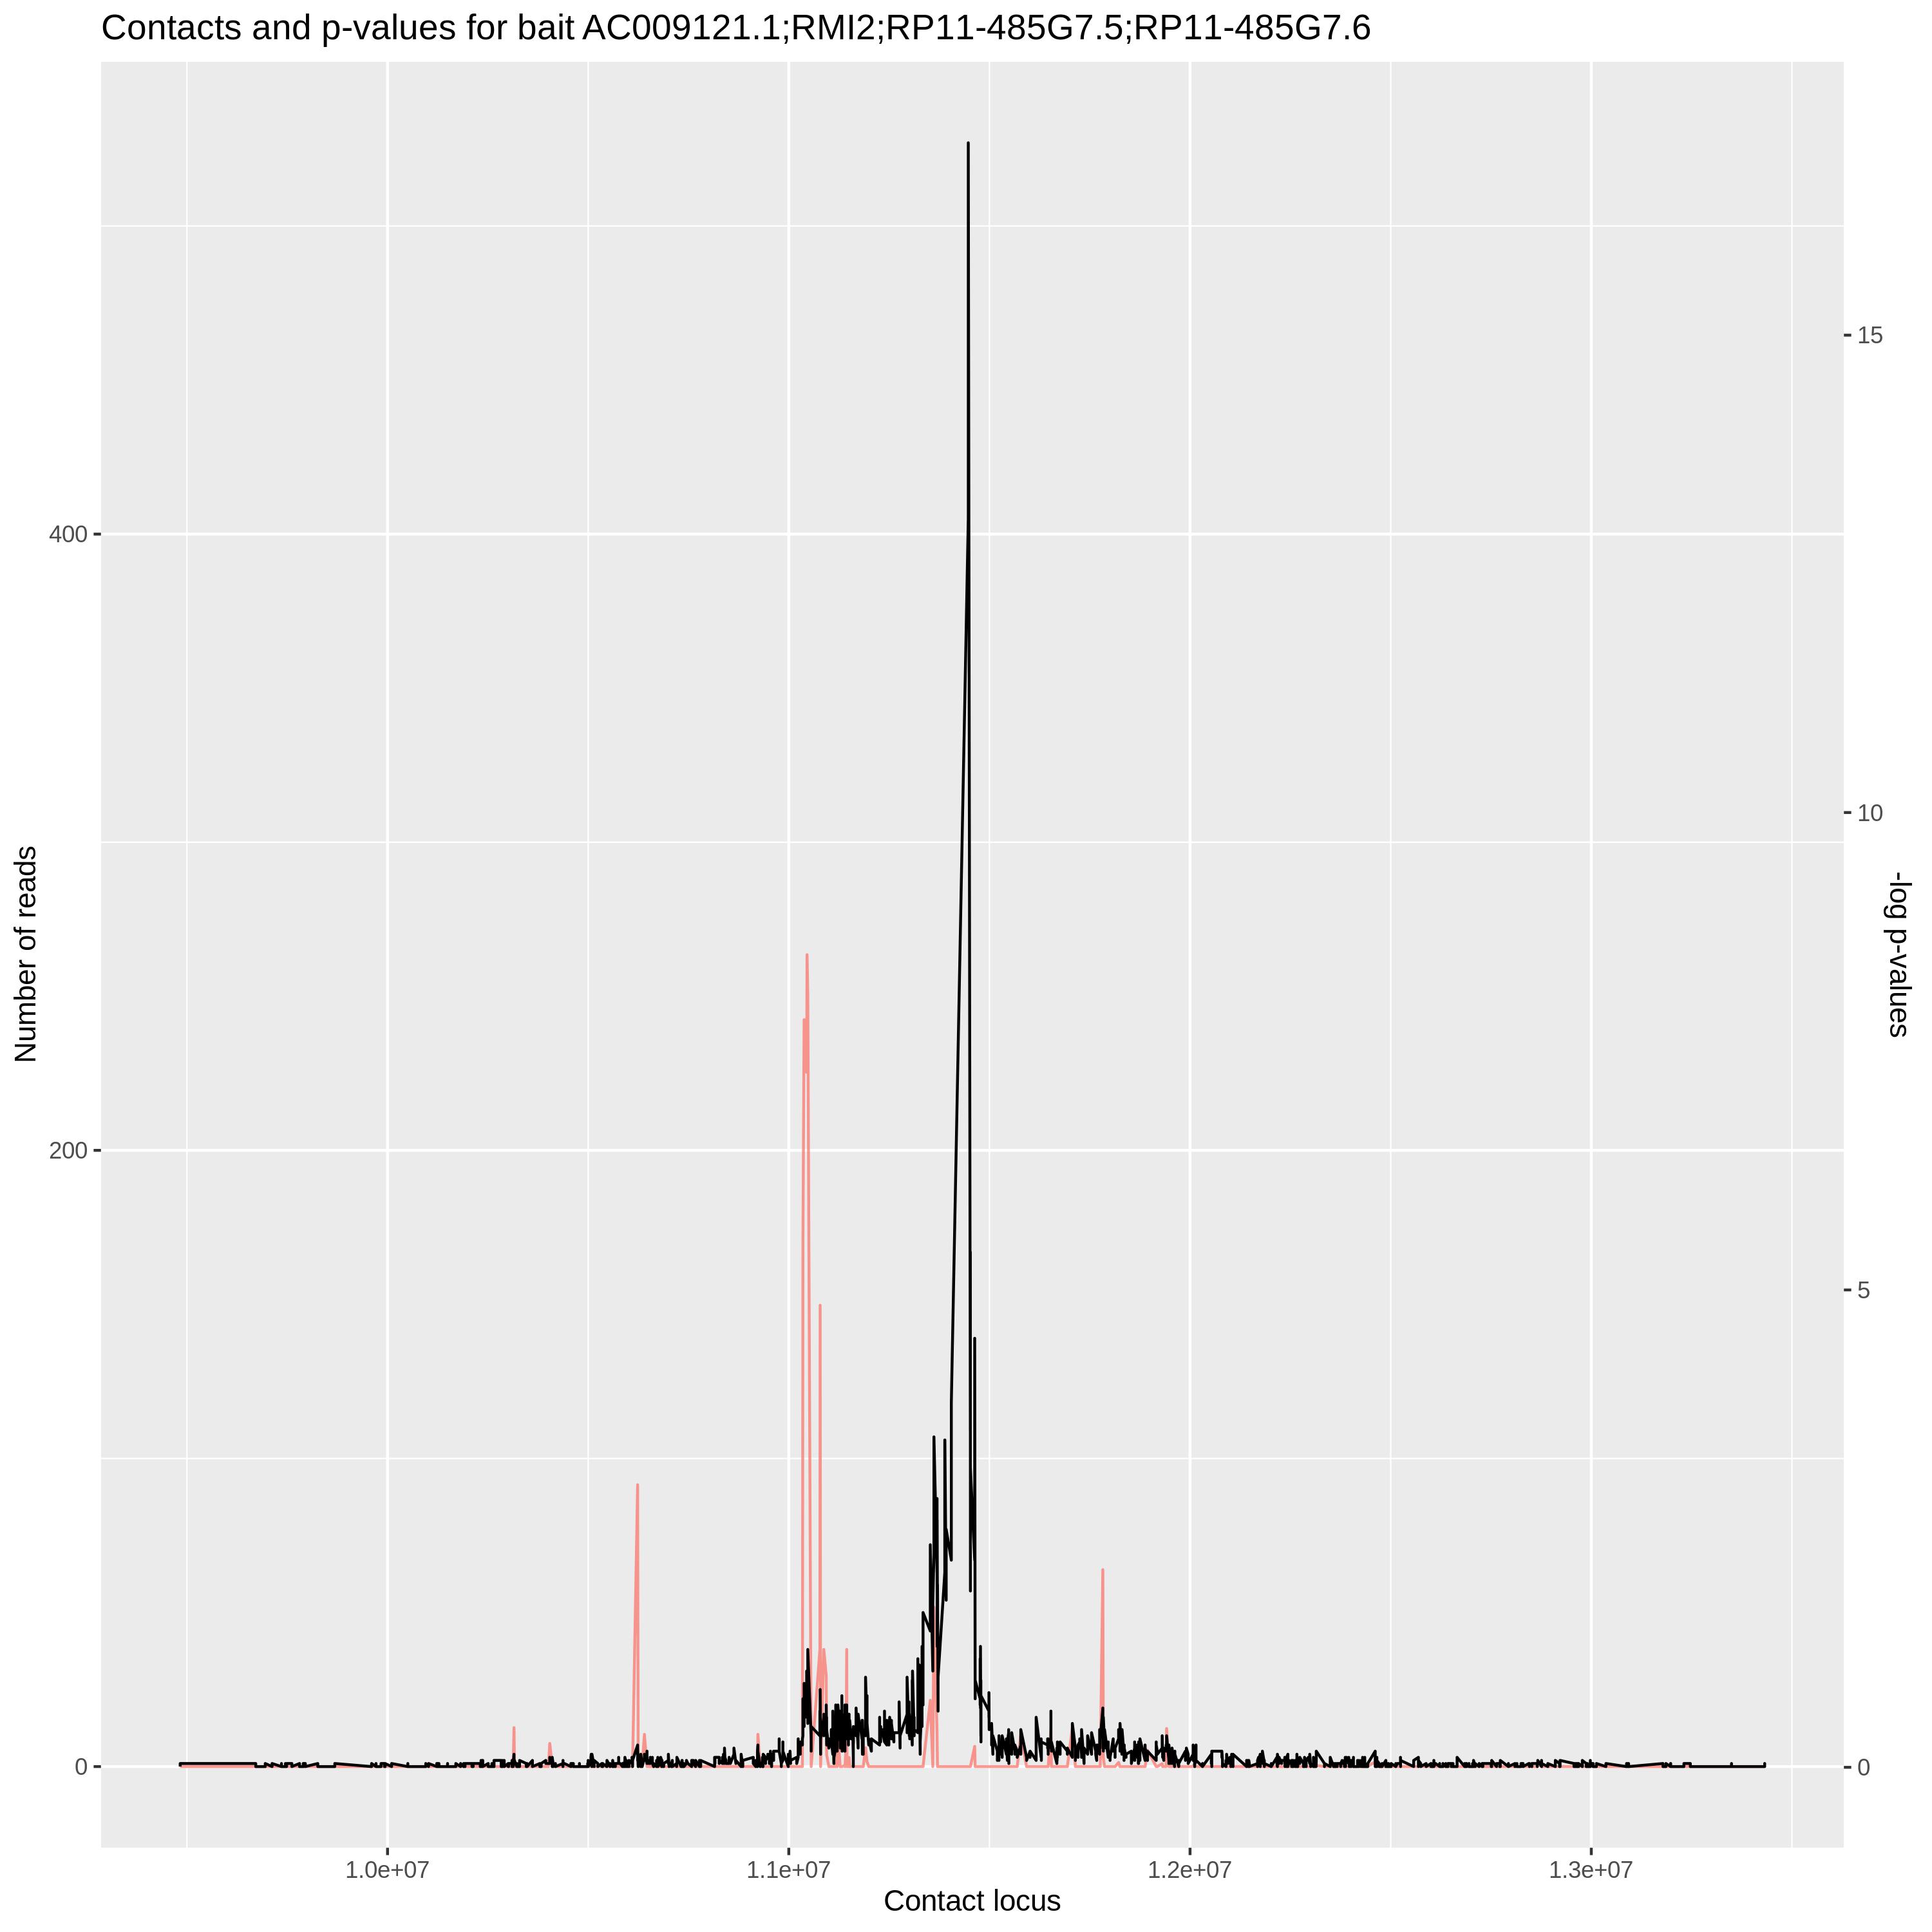 Contacts and p-values for bait AC009121.1;RMI2;RP11-485G7.5;RP11-485G7.6
Number of reads
400
200
0
15
10
5
0
-log p-values
1.0e+07
1.1e+07
1.2e+07
1.3e+07
Contact locus